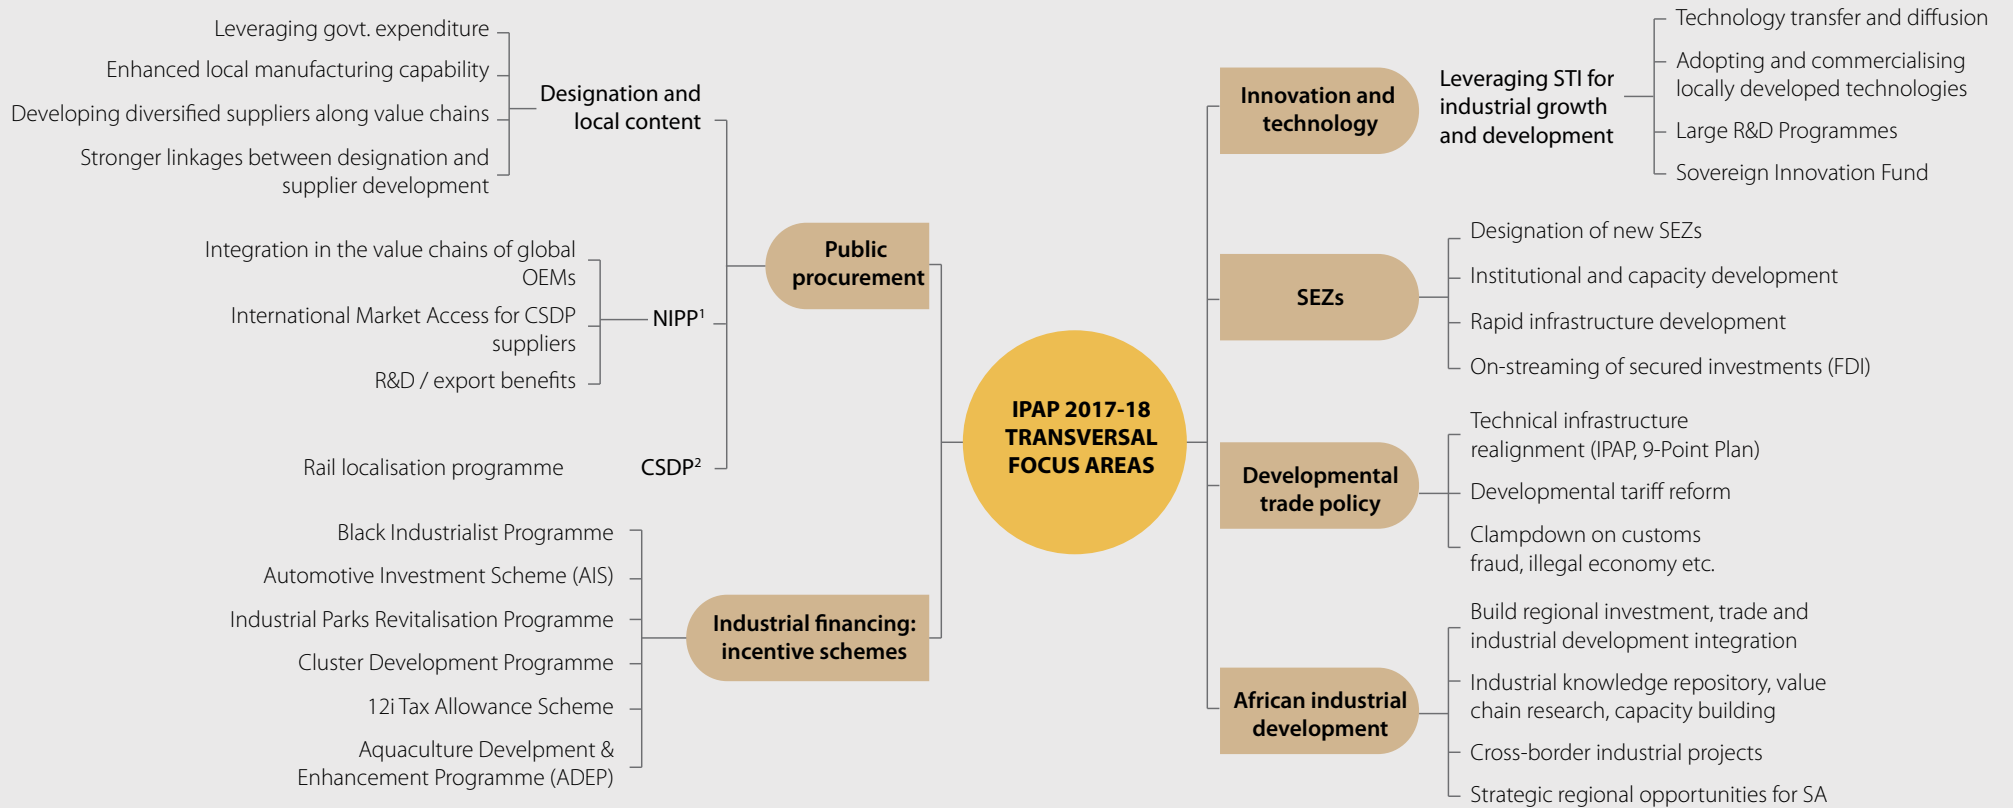 Leveraging govt. expenditure
Enhanced local manufacturing capability
Developing diversified suppliers along value chains
Stronger linkages between designation and
supplier development
Designation and
local content
Integration in the value chains of global
OEMs
International Market Access for CSDP
suppliers
R&D / export benefits
NIPP¹
Rail localisation programme
CSDP²
Public
procurement
Black Industrialist Programme
Automotive Investment Scheme (AIS)
Industrial Parks Revitalisation Programme
Cluster Development Programme
12i Tax Allowance Scheme
Aquaculture Develpment &
Enhancement Programme (ADEP)
Industrial financing:
incentive schemes
IPAP 2017-18
TRANSVERSAL
FOCUS AREAS
Innovation and
technology
Leveraging STI for
industrial growth
and development
Technology transfer and diffusion
Adopting and commercialising
locally developed technologies
Large R&D Programmes
Sovereign Innovation Fund
SEZs
Designation of new SEZs
Institutional and capacity development
Rapid infrastructure development
On-streaming of secured investments (FDI)
Developmental
trade policy
Technical infrastructure
realignment (IPAP, 9-Point Plan)
Developmental tariff reform
Clampdown on customs
fraud, illegal economy etc.
African industrial
development
Build regional investment, trade and
industrial development integration
Industrial knowledge repository, value
chain research, capacity building
Cross-border industrial projects
Strategic regional opportunities for SA